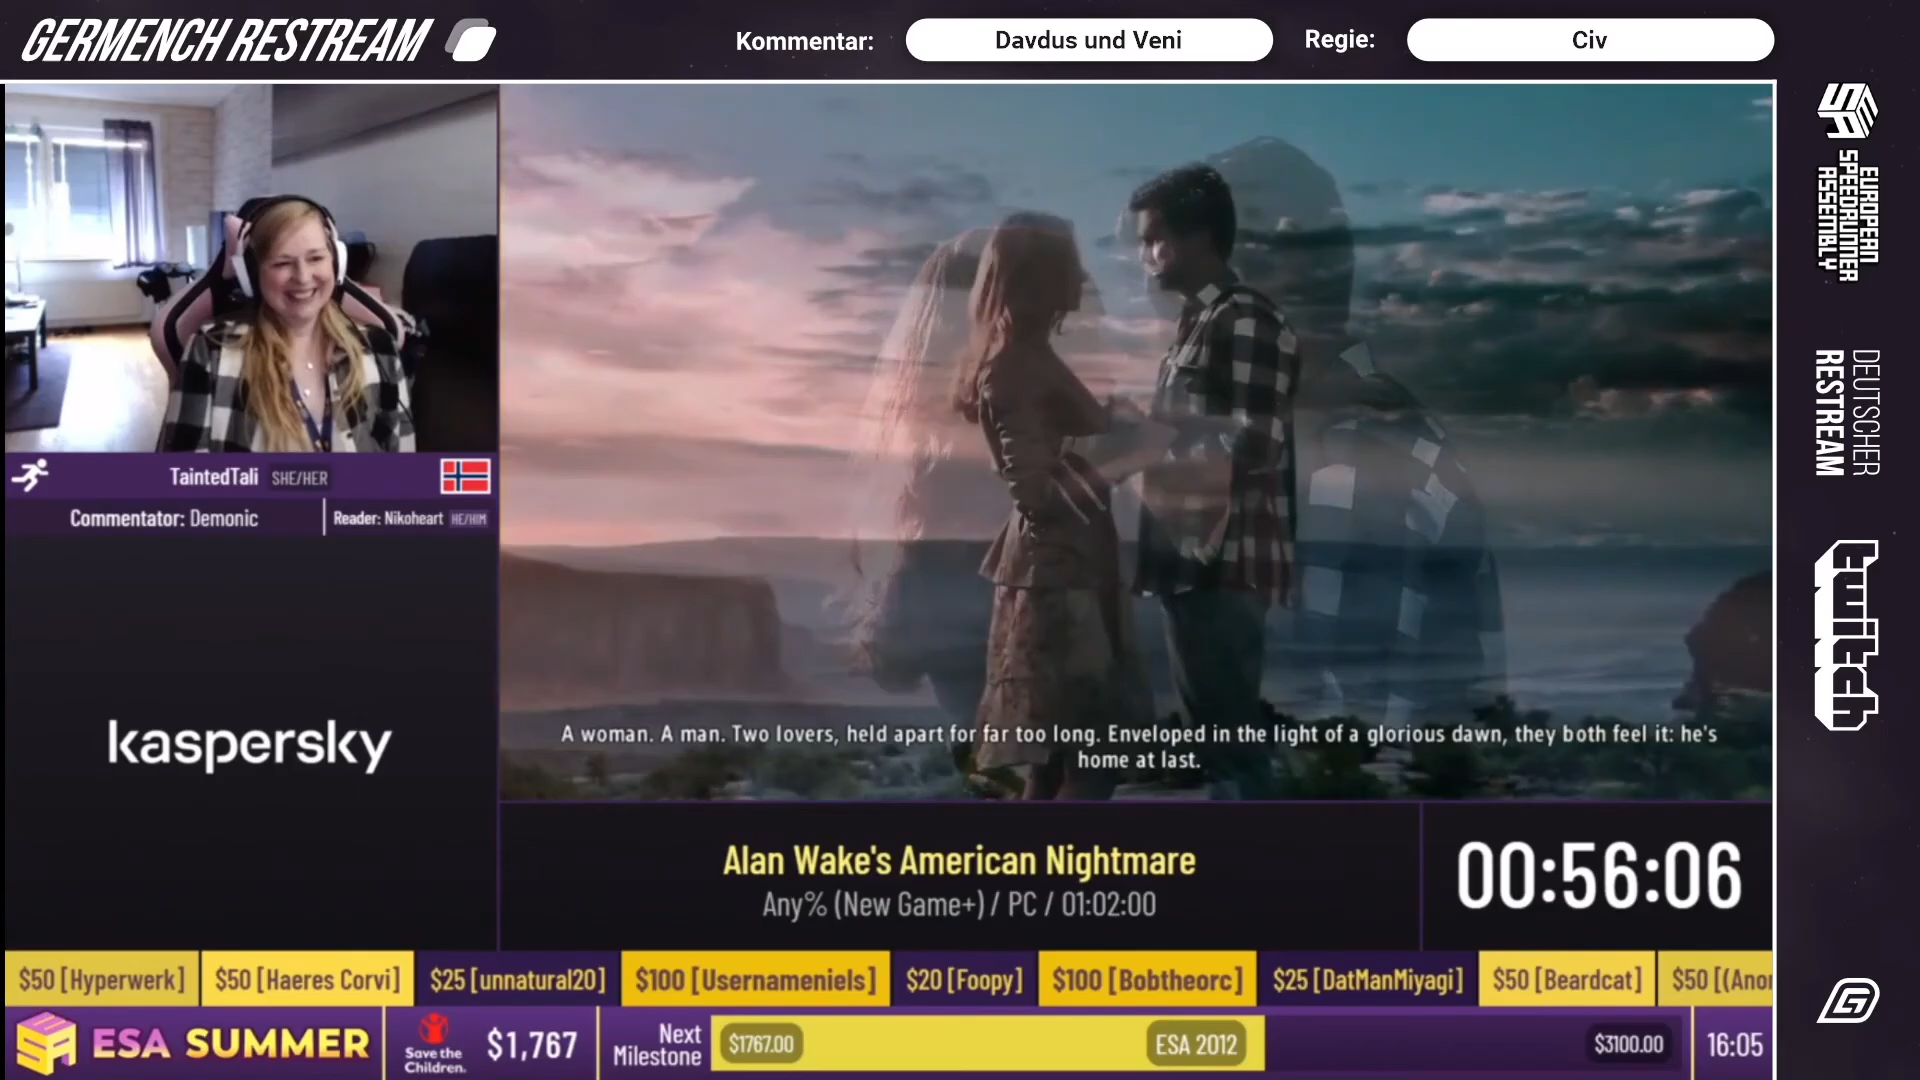 GERMENCH RESTREAM
Kommentar:
Davdus und Veni
Regie:
Civ
EUROPEAN
SPEEDRUNNER
ASSEMBLY
TaintedTali SHE/HER
Commentator: Demonic
Reader: Nikoheart HE/HIM
DEUTSCHER
RESTREAM
kaspersky
twitch
A woman. A man. Two lovers, held apart for far too long. Enveloped in the light of a glorious dawn, they both feel it: he's
home at last.
Alan Wake's American Nightmare
Any% (New Game+) / PC / 01:02:00
00:56:06
$50 [Hyperwerk]
$50 [Haeres Corvi]
$25 [unnatural20]
$100 [Usernameniels]
$20 [Foopy]
$100 [Bobtheorc]
$25 [DatManMiyagi]
$50 [Beardcat]
$50 [(Anon
ESA SUMMER
Save the
Children.
$1,767
Next
Milestone
$1767.00
ESA 2012
$3100.00
16:05